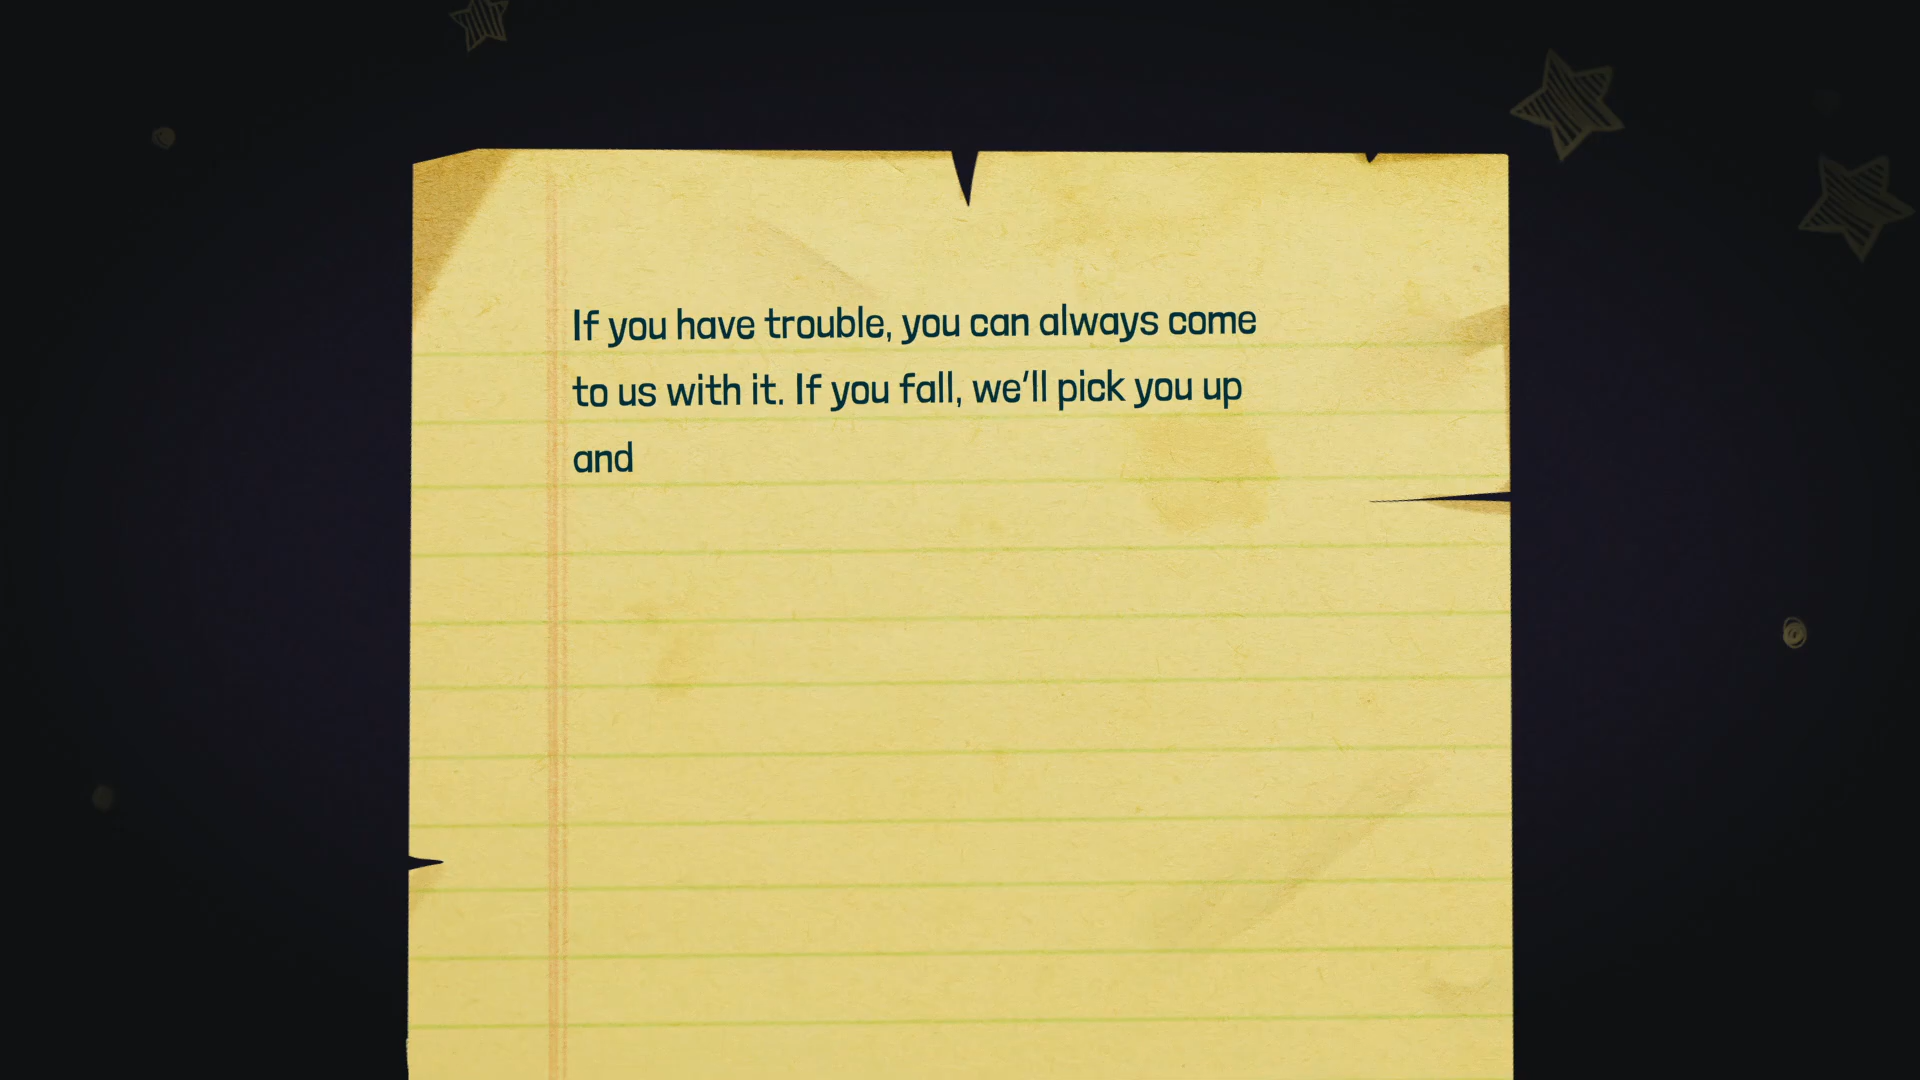 If you have trouble, you can always come
to us with it. If you fall, we'll pick you up
and